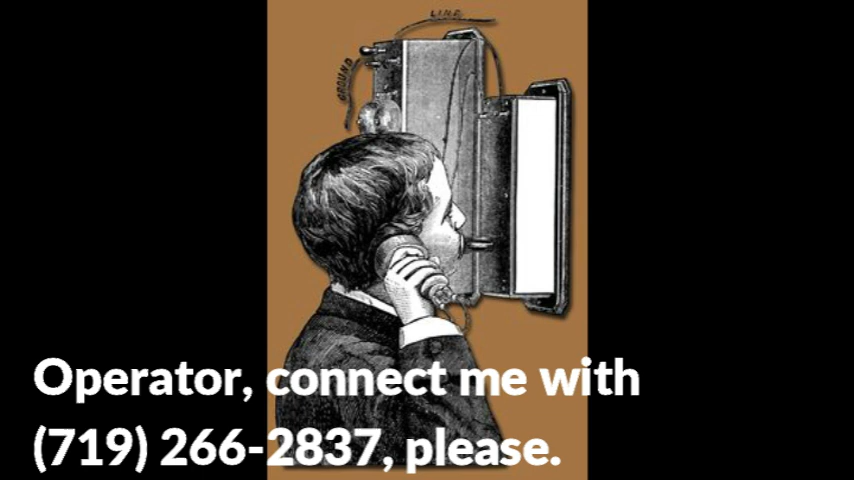 LINE
GROUND
Operator, connect me with
(719) 266-2837, please.